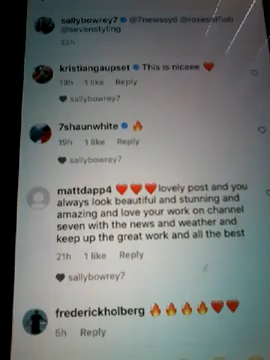 sallybowrey7 @7newssyd
@sevenstyling
23h
kristiangaupset This is niceee ❤️
19h 1 like Reply
sallybowrey7
7shaunwhite 🔥
19h 1 like Reply
sallybowrey7
mattdapp4 ❤️❤️❤️lovely post and you
always look beautiful and stunning and
amazing and love your work on channel
seven with the news and weather and
keep up the great work and all the best
21h 1 like Reply
sallybowrey7
frederickholberg 🔥🔥🔥🔥❤️❤️
5h Reply